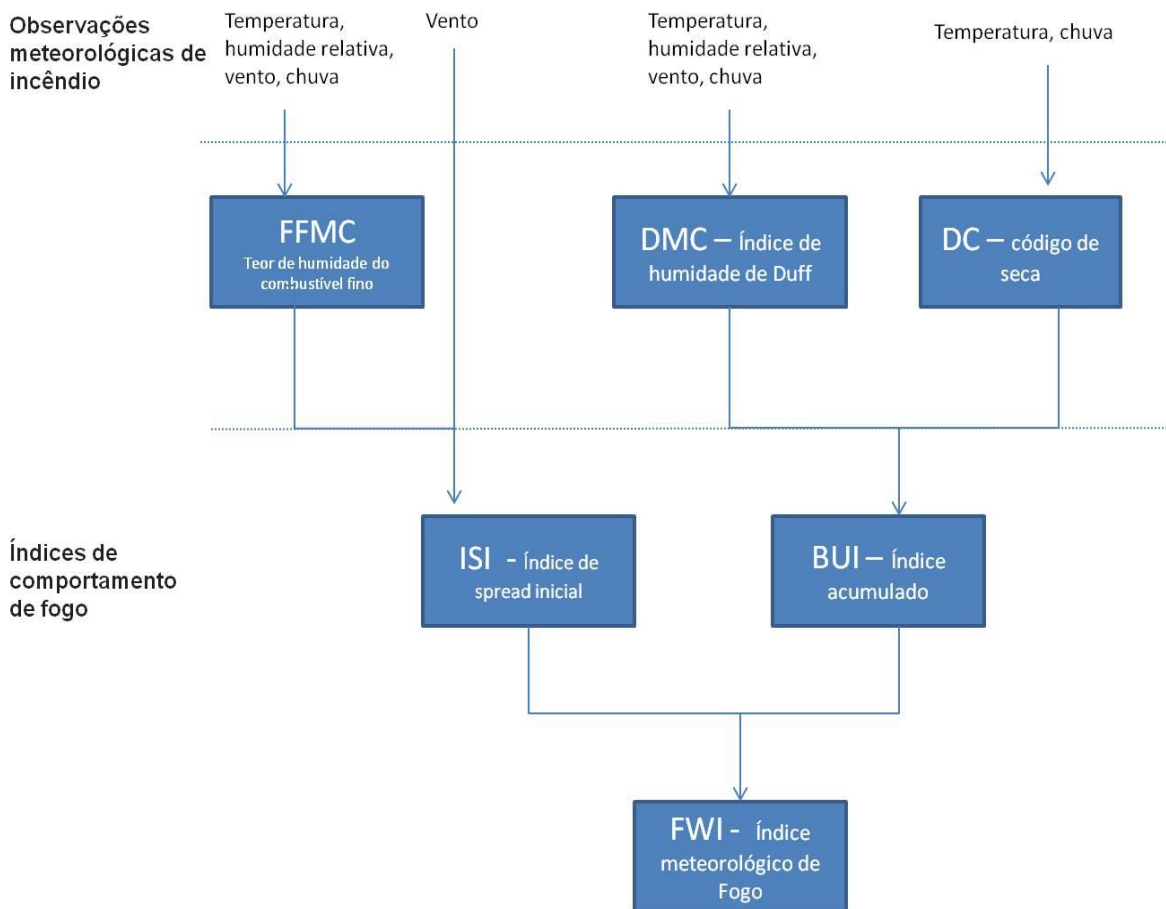 Observações
meteorológicas de
incêndio
Temperatura,
humidade relativa,
vento, chuva
Vento
Temperatura,
humidade relativa,
vento, chuva
Temperatura, chuva
FFMC
Teor de humidade do
combustível fino
DMC – Índice de
humidade de Duff
DC – código de
seca
Índices de
comportamento
de fogo
ISI - Índice de
spread inicial
BUI – Índice
acumulado
FWI - Índice
meteorológico de
Fogo